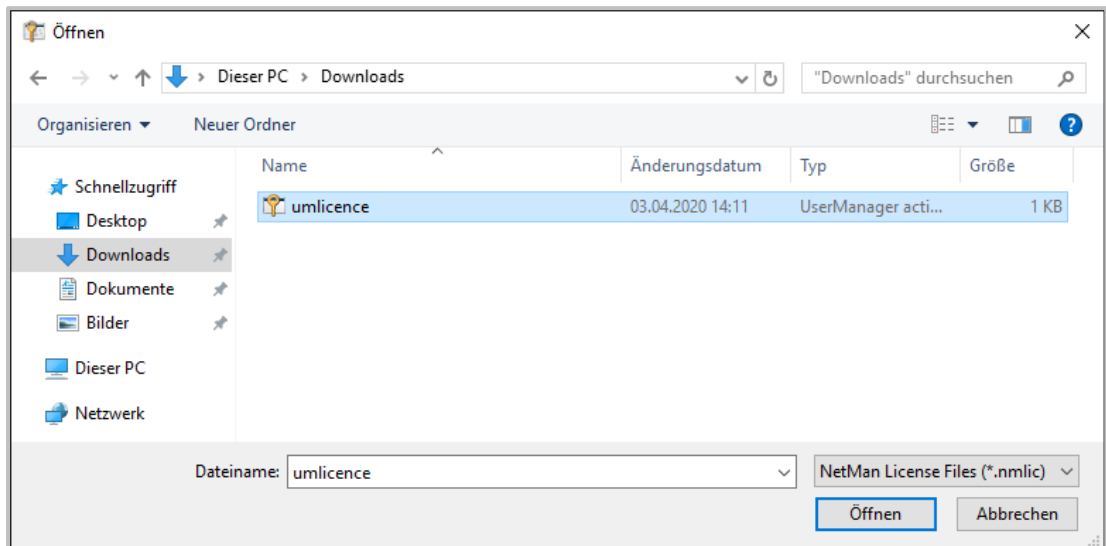 Öffnen
Dieser PC > Downloads
"Downloads" durchsuchen
Organisieren
Neuer Ordner
Name
Änderungsdatum
Typ
Größe
Schnellzugriff
Desktop
Downloads
Dokumente
Bilder
Dieser PC
Netzwerk
umlicence
03.04.2020 14:11
UserManager acti...
1 KB
Dateiname:
umlicence
NetMan License Files (*.nmlic)
Öffnen
Abbrechen